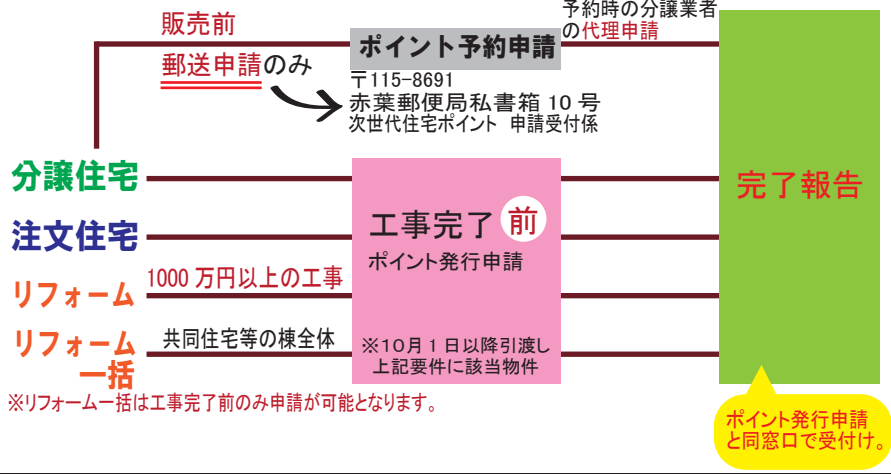 販売前
郵送申請のみ
ポイント予約申請
予約時の分譲業者
の代理申請
〒115-8691
赤葉郵便局私書箱 10 号
次世代住宅ポイント 申請受付係
分譲住宅
注文住宅
リフォーム
1000 万円以上の工事
リフォーム
一括
共同住宅等の棟全体
工事完了 前
ポイント発行申請
※10月1日以降引渡し
上記要件に該当物件
完了報告
※リフォーム一括は工事完了前のみ申請が可能となります。
ポイント発行申請
と同窓口で受付け。